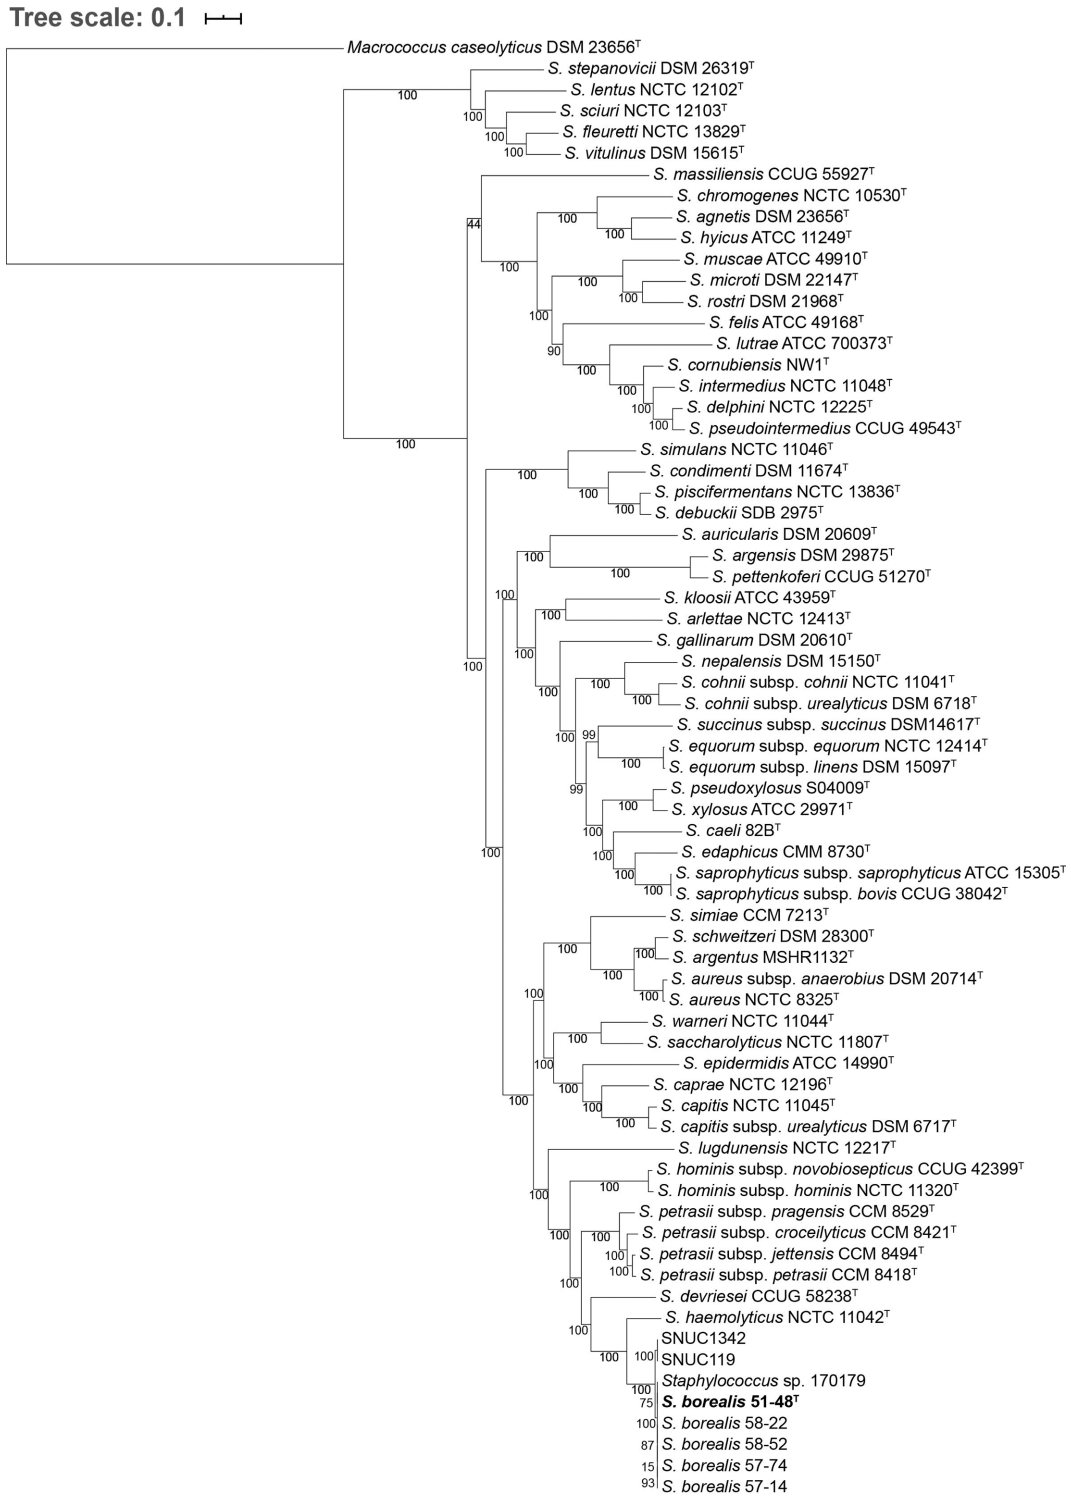 Tree scale: 0.1
Macrococcus caseolyticus DSM 23656ᵀ
S. stepanovicii DSM 26319ᵀ
100
S. lentus NCTC 12102ᵀ
100
S. sciuri NCTC 12103ᵀ
100
S. fleuretti NCTC 13829ᵀ
100
S. vitulinus DSM 15615ᵀ
S. massiliensis CCUG 55927ᵀ
S. chromogenes NCTC 10530ᵀ
44
100
S. agnetis DSM 23656ᵀ
100
S. hyicus ATCC 11249ᵀ
100
S. muscae ATCC 49910ᵀ
100
S. microti DSM 22147ᵀ
100
S. rostri DSM 21968ᵀ
100
S. felis ATCC 49168ᵀ
90
S. lutrae ATCC 700373ᵀ
100
S. cornubiensis NW1ᵀ
100
S. intermedius NCTC 11048ᵀ
100
S. delphini NCTC 12225ᵀ
100
S. pseudointermedius CCUG 49543ᵀ
100
S. simulans NCTC 11046ᵀ
100
S. condimenti DSM 11674ᵀ
100
S. piscifermentans NCTC 13836ᵀ
100
S. debuckii SDB 2975ᵀ
S. auricularis DSM 20609ᵀ
100
S. argensis DSM 29875ᵀ
100
S. pettenkoferi CCUG 51270ᵀ
100
S. kloosii ATCC 43959ᵀ
100
S. arlettae NCTC 12413ᵀ
S. gallinarum DSM 20610ᵀ
100
100
S. nepalensis DSM 15150ᵀ
100
S. cohnii subsp. cohnii NCTC 11041ᵀ
100
100
S. cohnii subsp. urealyticus DSM 6718ᵀ
S. succinus subsp. succinus DSM14617ᵀ
100
99
S. equorum subsp. equorum NCTC 12414ᵀ
100
S. equorum subsp. linens DSM 15097ᵀ
99
S. pseudoxylosus S04009ᵀ
100
S. xylosus ATCC 29971ᵀ
100
S. caeli 82Bᵀ
100
100
S. edaphicus CMM 8730ᵀ
100
S. saprophyticus subsp. saprophyticus ATCC 15305ᵀ
100
S. saprophyticus subsp. bovis CCUG 38042ᵀ
S. simiae CCM 7213ᵀ
S. schweitzeri DSM 28300ᵀ
100
100
S. argentus MSHR1132ᵀ
100
S. aureus subsp. anaerobius DSM 20714ᵀ
100
100
S. aureus NCTC 8325ᵀ
S. warneri NCTC 11044ᵀ
100
S. saccharolyticus NCTC 11807ᵀ
100
S. epidermidis ATCC 14990ᵀ
100
S. caprae NCTC 12196ᵀ
100
100
S. capitis NCTC 11045ᵀ
100
S. capitis subsp. urealyticus DSM 6717ᵀ
S. lugdunensis NCTC 12217ᵀ
S. hominis subsp. novobiosepticus CCUG 42399ᵀ
100
100
S. hominis subsp. hominis NCTC 11320ᵀ
S. petrasii subsp. pragensis CCM 8529ᵀ
100
100
S. petrasii subsp. croceilyticus CCM 8421ᵀ
100
S. petrasii subsp. jettensis CCM 8494ᵀ
100
S. petrasii subsp. petrasii CCM 8418ᵀ
100
S. devriesei CCUG 58238ᵀ
S. haemolyticus NCTC 11042ᵀ
100
SNUC1342
100
100
SNUC119
Staphylococcus sp. 170179
100
75
S. borealis 51-48ᵀ
100
S. borealis 58-22
87
S. borealis 58-52
15
S. borealis 57-74
93
S. borealis 57-14